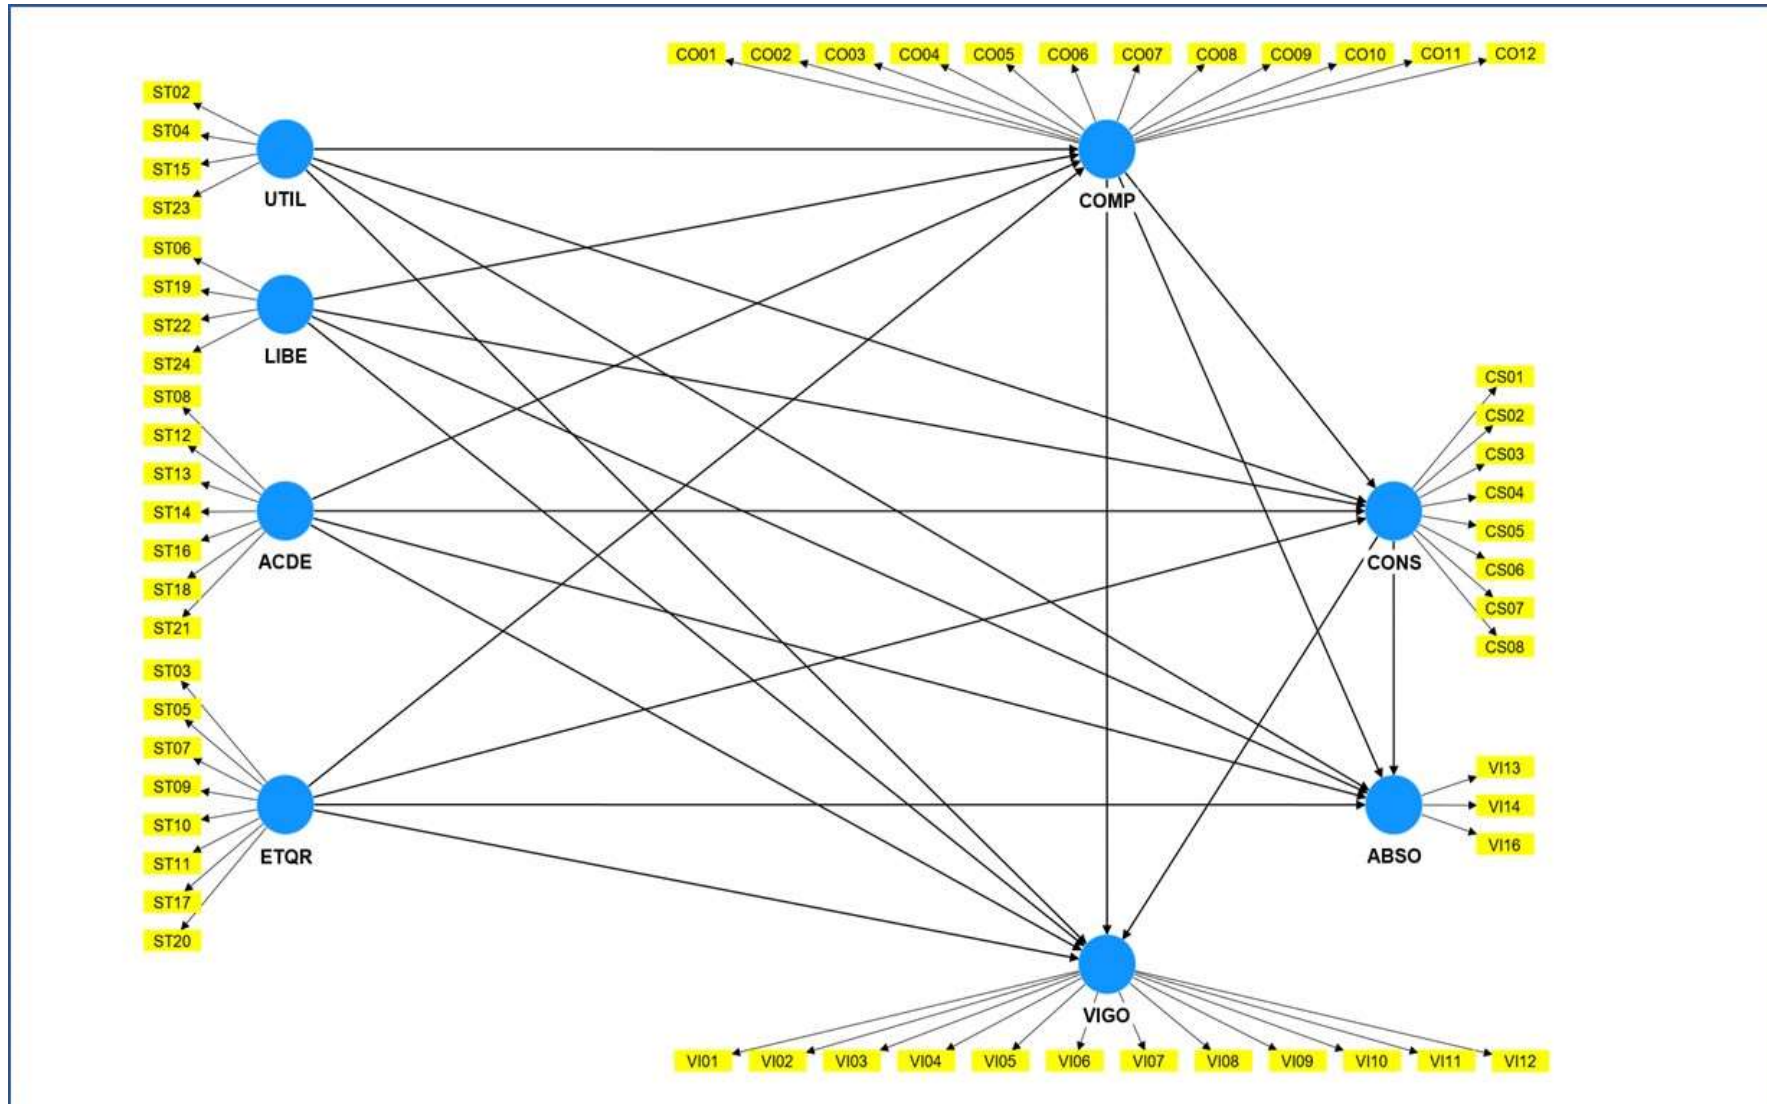 CO01 CO02 CO03 CO04 CO05 CO06 CO07 CO08 CO09 CO10 CO11 CO12
ST02
ST04
ST15
ST23
UTIL
COMP
ST06
ST19
ST22
ST24
LIBE
ST08
ST12
ST13
ST14
ST16
ST18
ST21
ACDE
CS01
CS02
CS03
CS04
CS05
CS06
CS07
CS08
CONS
ST03
ST05
ST07
ST09
ST10
ST11
ST17
ST20
ETQR
VI13
VI14
VI16
ABSO
VIGO
VI01 VI02 VI03 VI04 VI05 VI06 VI07 VI08 VI09 VI10 VI11 VI12